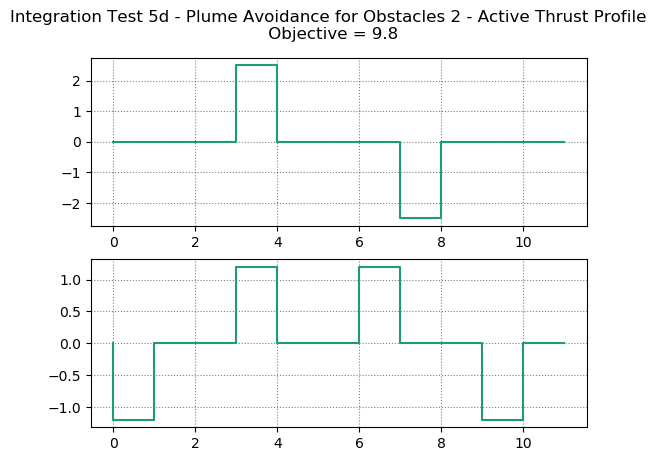 Integration Test 5d - Plume Avoidance for Obstacles 2 - Active Thrust Profile
Objective = 9.8
2
1
0
−1
−2
0 2 4 6 8 10
1.0
0.5
0.0
−0.5
−1.0
0 2 4 6 8 10